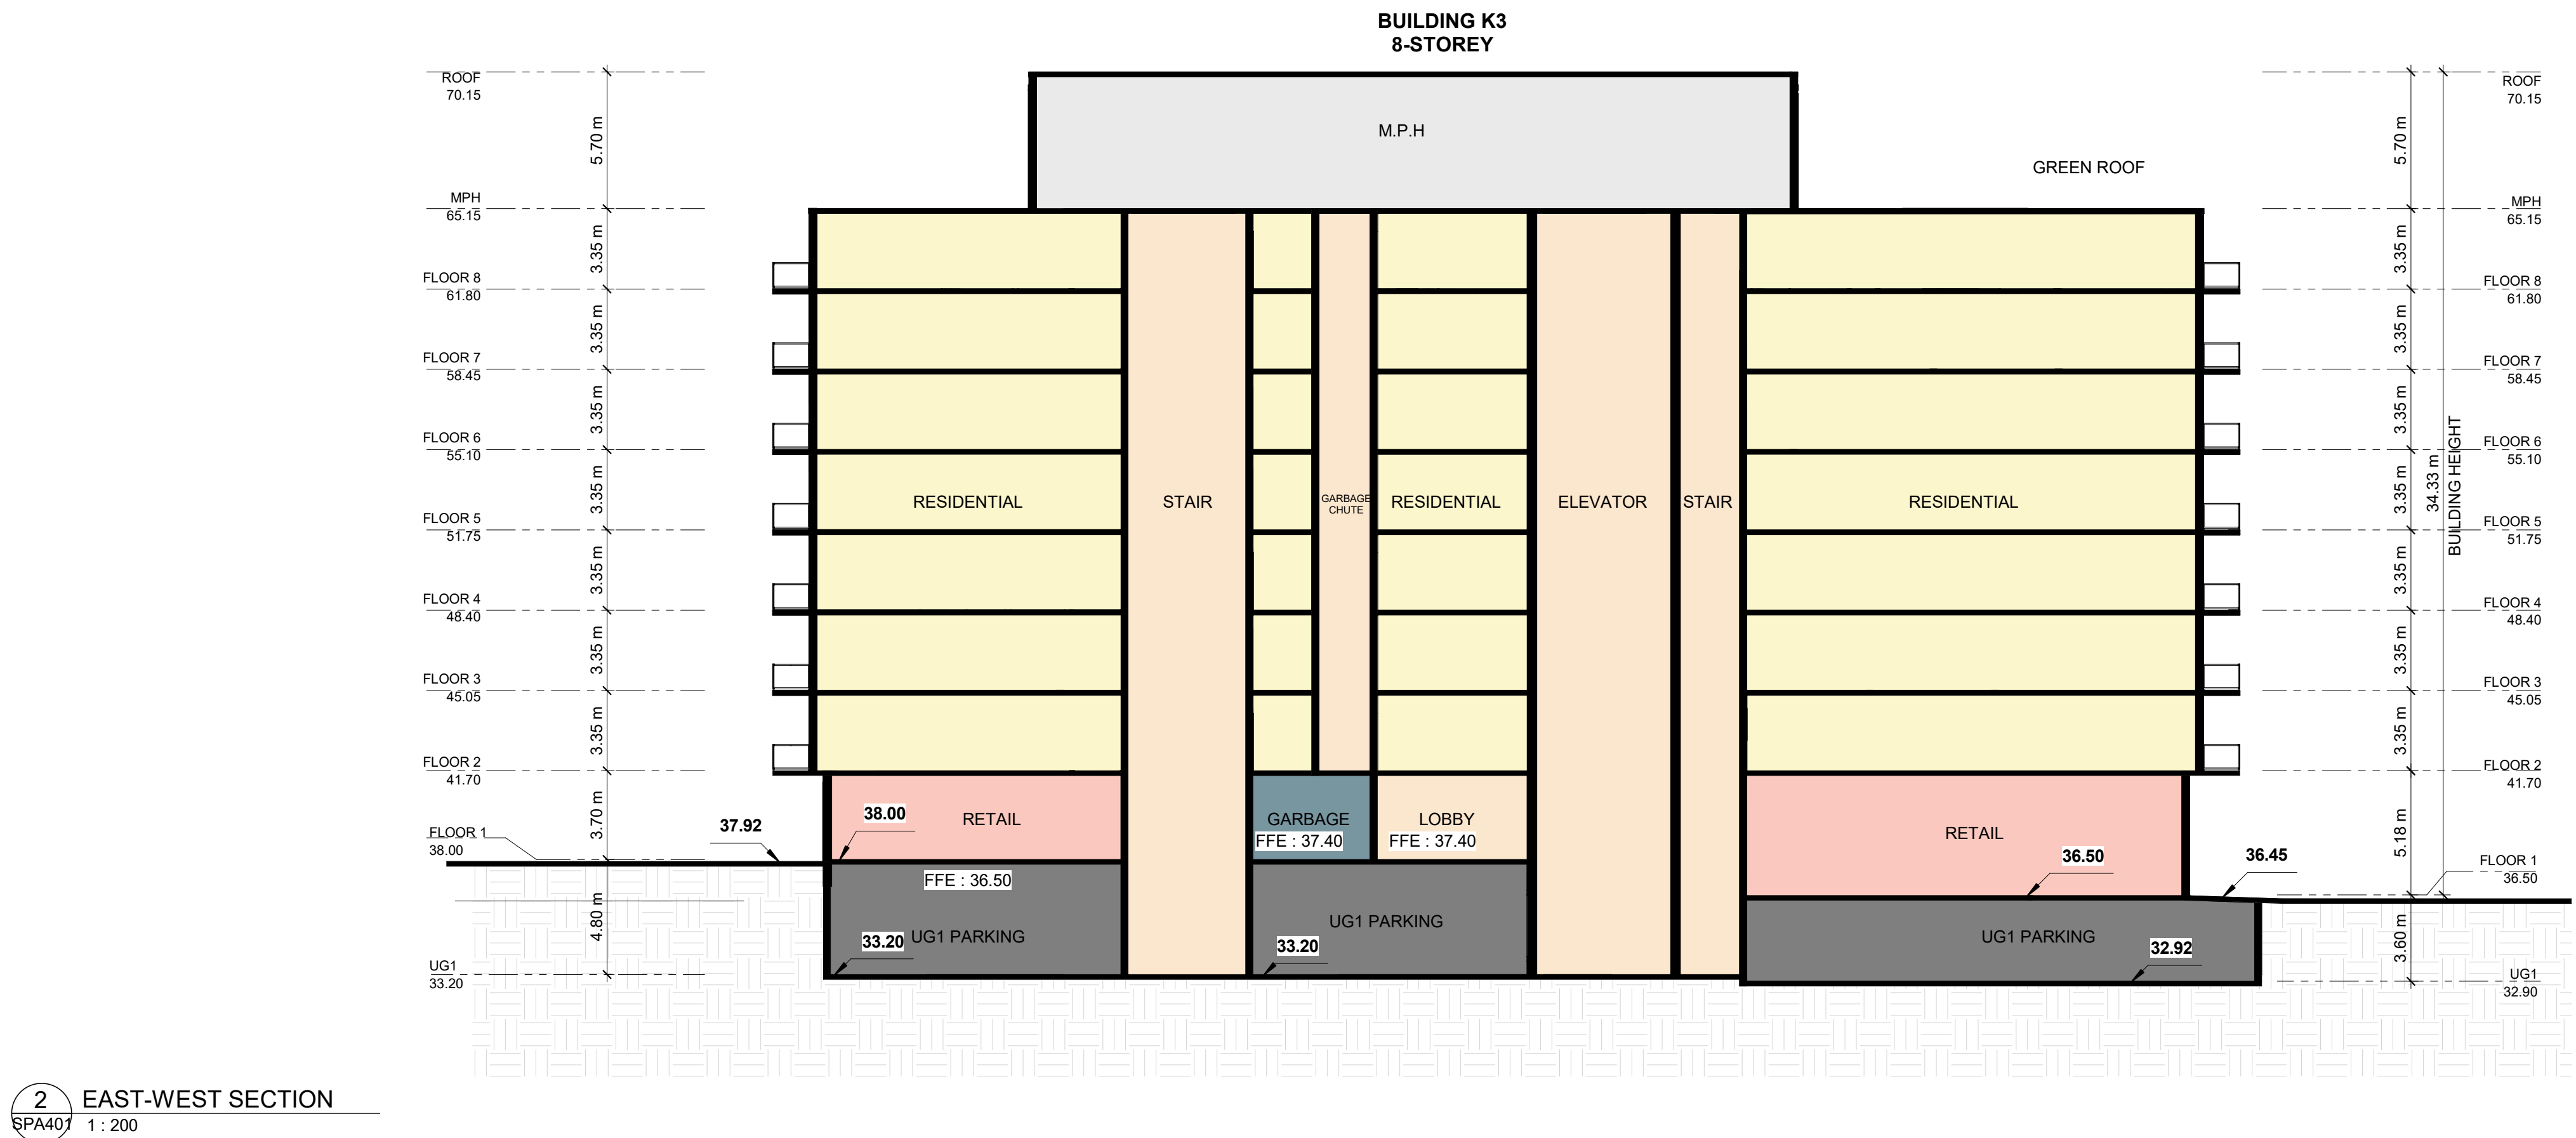 BUILDING K3
8-STOREY
ROOF
70.15
5.70 m
MPH
65.15
3.35 m
FLOOR 8
61.80
3.35 m
FLOOR 7
58.45
3.35 m
FLOOR 6
55.10
3.35 m
FLOOR 5
51.75
3.35 m
FLOOR 4
48.40
3.35 m
FLOOR 3
45.05
3.35 m
FLOOR 2
41.70
3.70 m
FLOOR 1
38.00
4.80 m
UG1
33.20
M.P.H
GREEN ROOF
RESIDENTIAL
STAIR
GARBAGE
CHUTE
RESIDENTIAL
ELEVATOR
STAIR
RESIDENTIAL
37.92
38.00
RETAIL
GARBAGE
FFE : 37.40
LOBBY
FFE : 37.40
RETAIL
36.50
36.45
FFE : 36.50
33.20
UG1 PARKING
33.20
UG1 PARKING
UG1 PARKING
32.92
ROOF
70.15
5.70 m
MPH
65.15
3.35 m
FLOOR 8
61.80
3.35 m
FLOOR 7
58.45
3.35 m
FLOOR 6
55.10
3.35 m
FLOOR 5
51.75
3.35 m
FLOOR 4
48.40
3.35 m
FLOOR 3
45.05
3.35 m
FLOOR 2
41.70
5.18 m
FLOOR 1
36.50
3.60 m
UG1
32.90
34.33 m
BUILDING HEIGHT
2
SPA401
EAST-WEST SECTION
1 : 200